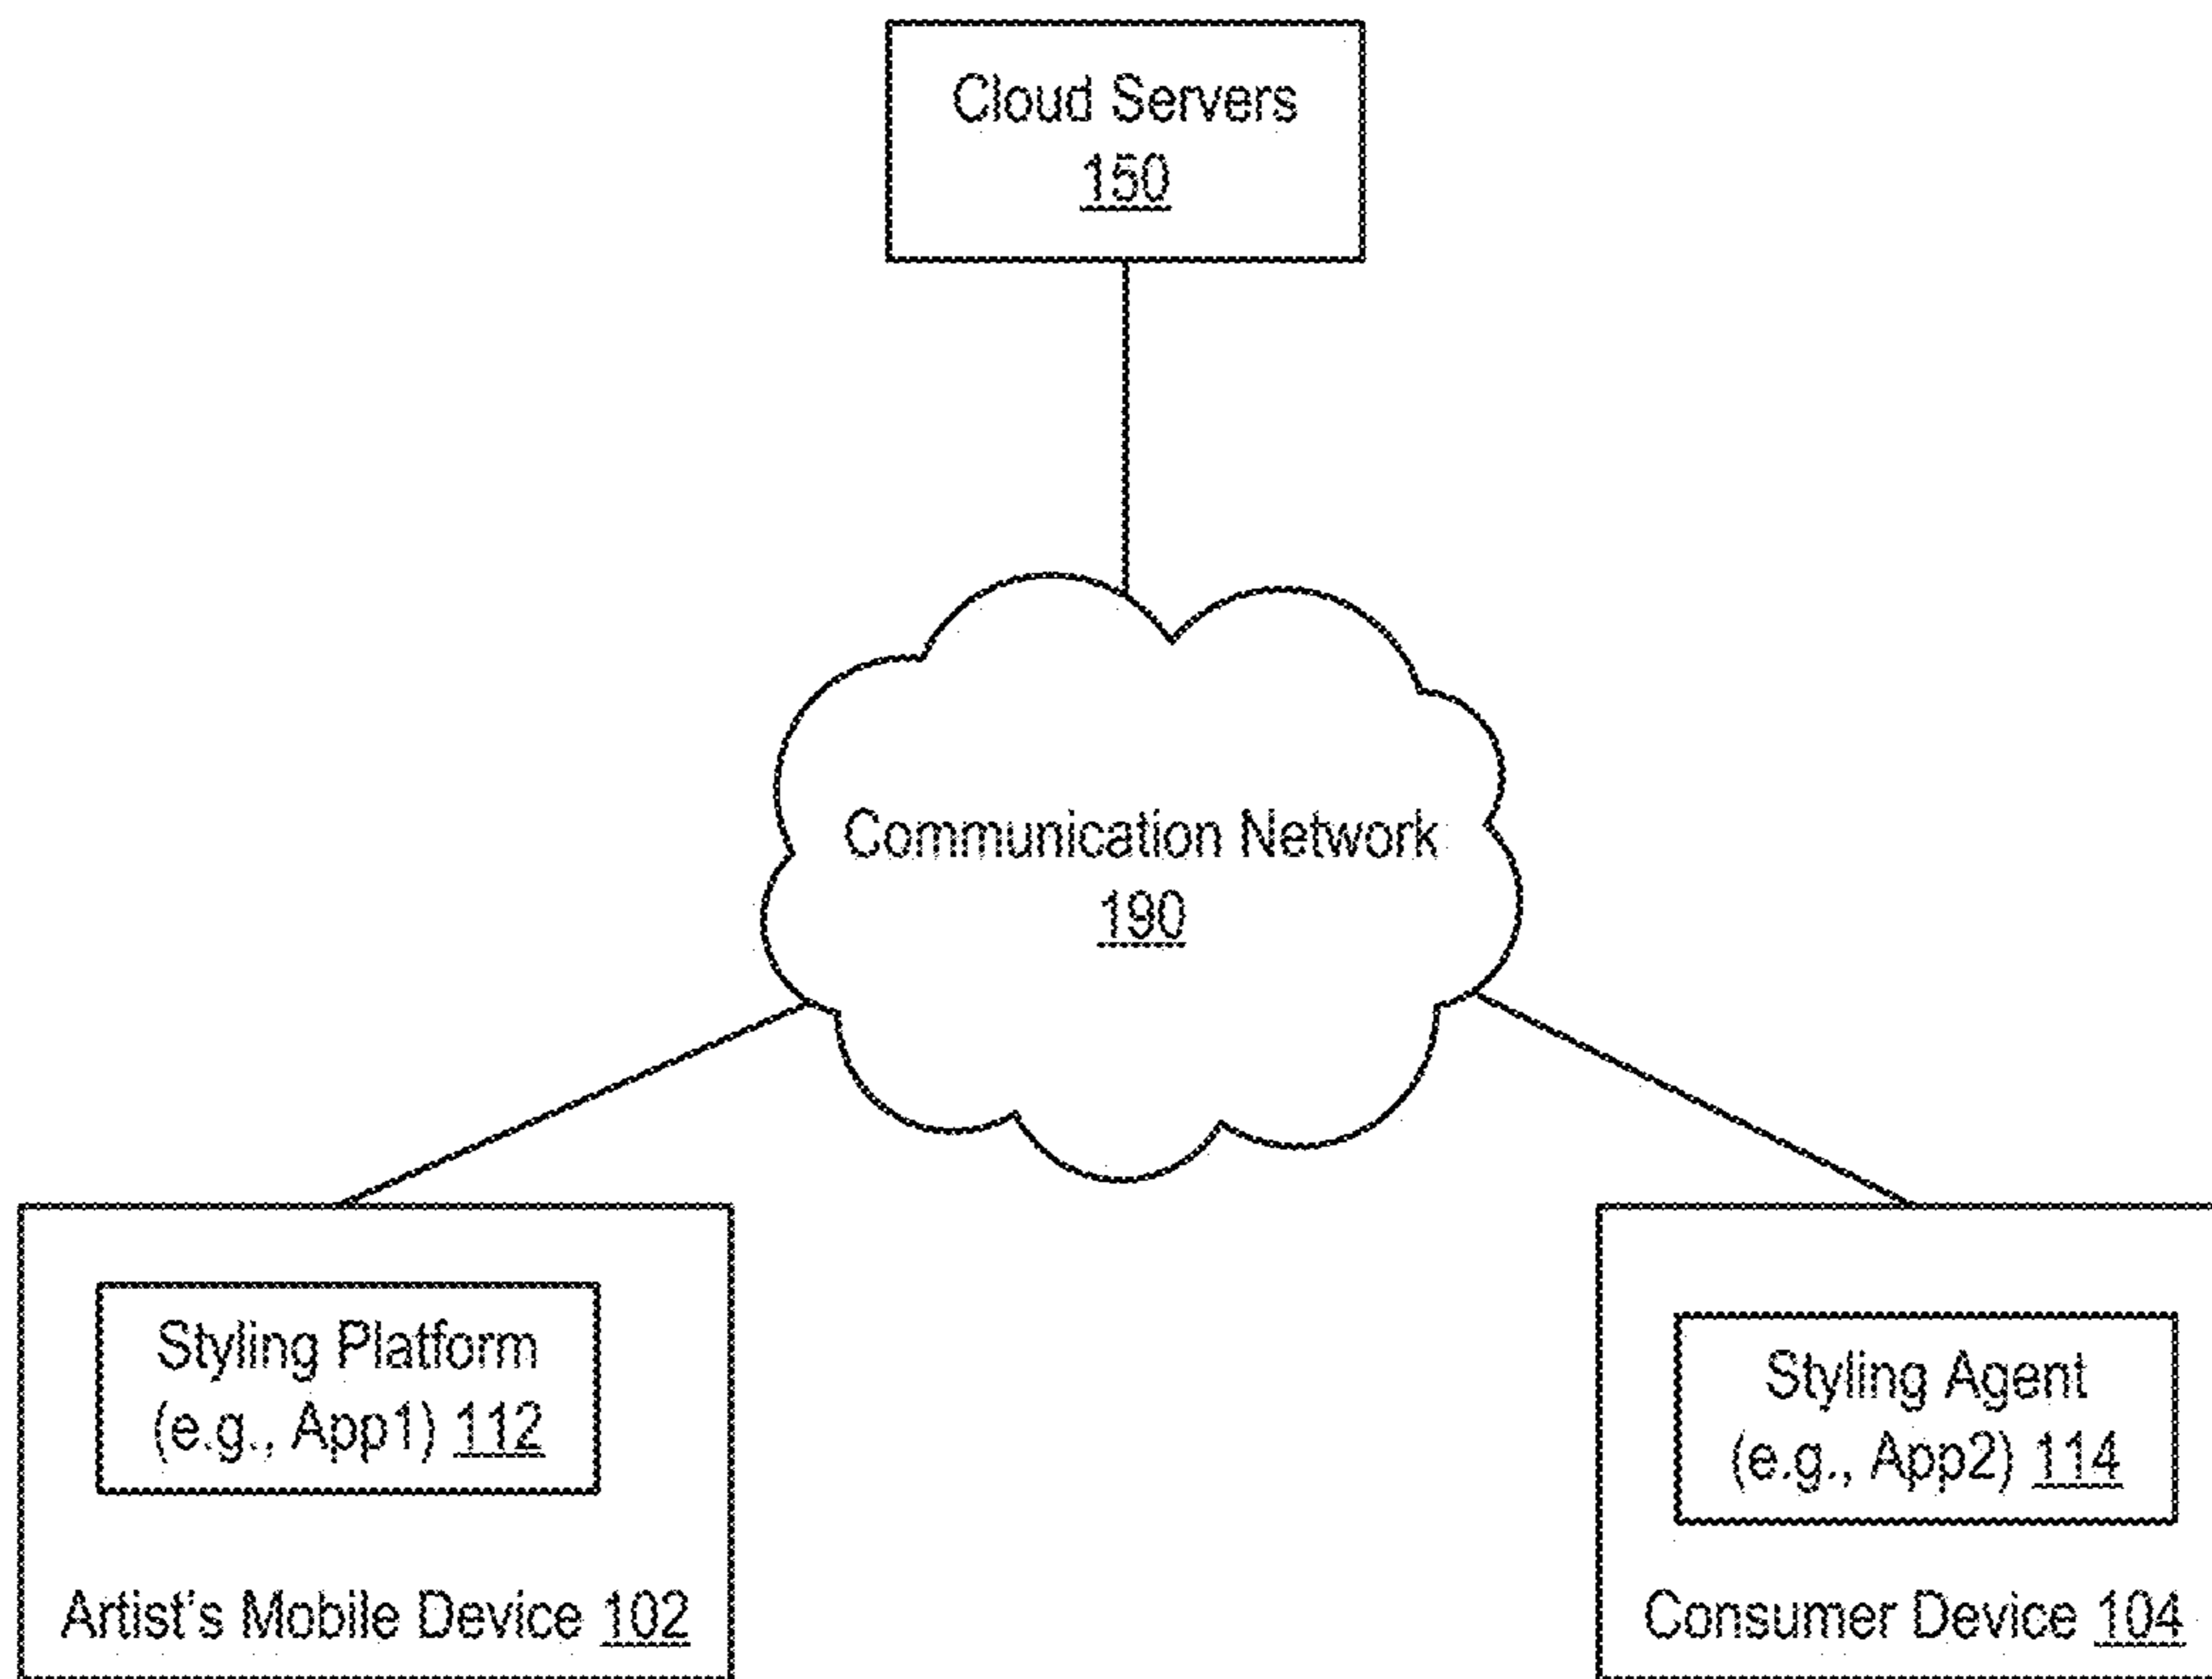 Cloud Servers
150
Communication Network
190
Styling Platform
(e.g., App1) 112
Artist's Mobile Device 102
Styling Agent
(e.g., App2) 114
Consumer Device 104